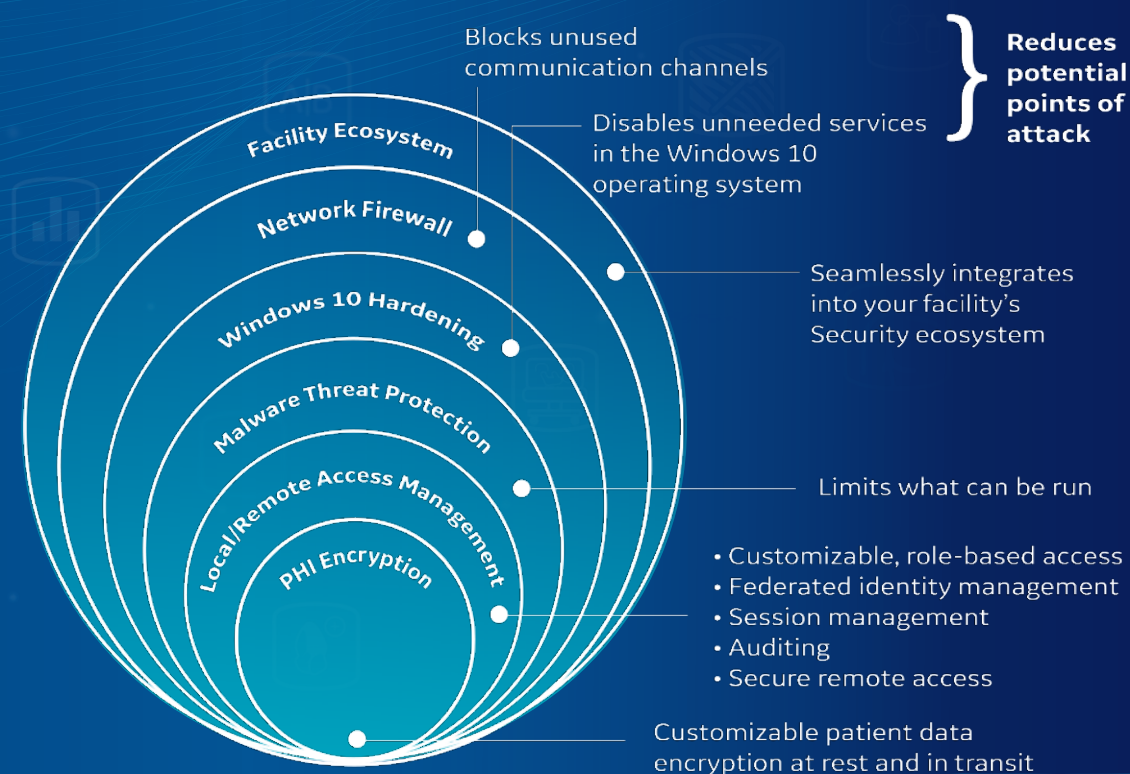 Blocks unused
communication channels
Reduces
potential
points of
attack
Disables unneeded services
in the Windows 10
operating system
Facility Ecosystem
Network Firewall
Windows 10 Hardening
Malware Threat Protection
Local/Remote Access Management
PHI Encryption
Seamlessly integrates
into your facility's
Security ecosystem
Limits what can be run
• Customizable, role-based access
• Federated identity management
• Session management
• Auditing
• Secure remote access
Customizable patient data
encryption at rest and in transit